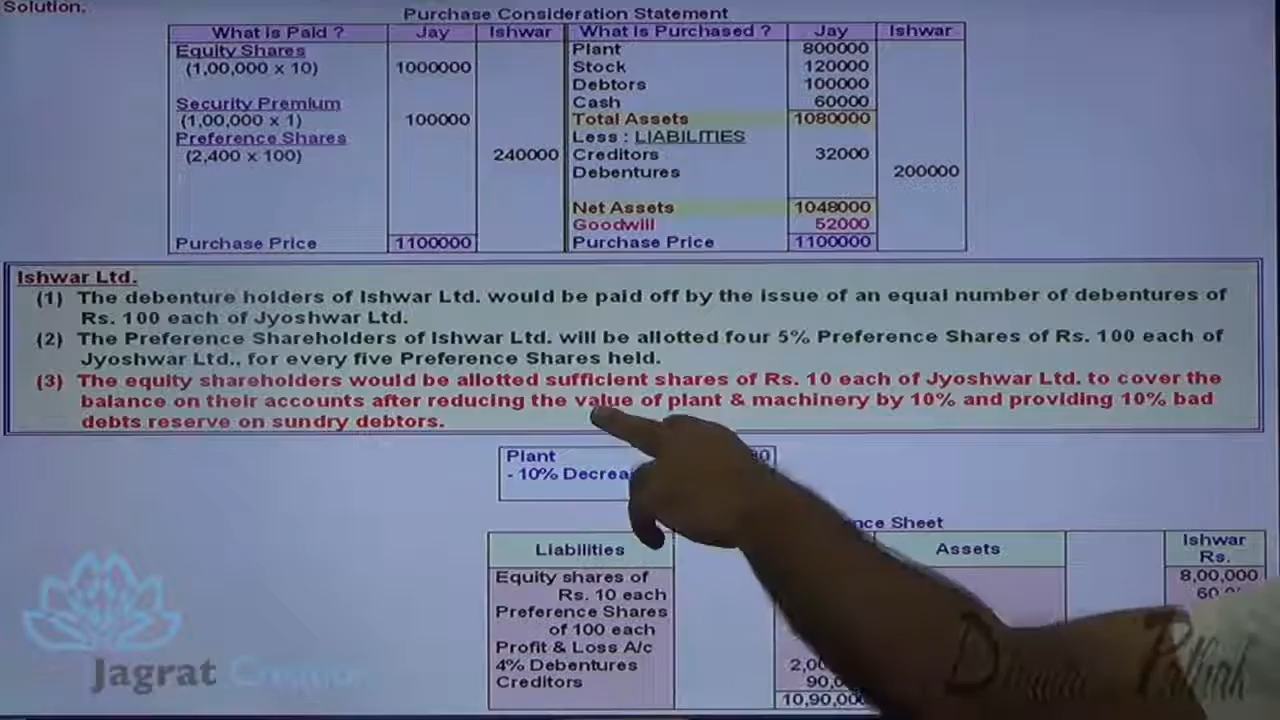 Solution.
Purchase Consideration Statement
What is Paid ? Jay Ishwar What is Purchased ? Jay Ishwar
Equity Shares Plant 800000
(1,00,000 x 10) 1000000 Stock 120000
Debtors 100000
Security Premium Cash 60000
(1,00,000 x 1) 100000 Total Assets 1080000
Preference Shares Less : LIABILITIES
(2,400 x 100) 240000 Creditors 32000
Debentures 200000
Net Assets 1048000
Goodwill 52000
Purchase Price 1100000 Purchase Price 1100000
Ishwar Ltd.
(1) The debenture holders of Ishwar Ltd. would be paid off by the issue of an equal number of debentures of
Rs. 100 each of Jyoshwar Ltd.
(2) The Preference Shareholders of Ishwar Ltd. will be allotted four 5% Preference Shares of Rs. 100 each of
Jyoshwar Ltd., for every five Preference Shares held.
(3) The equity shareholders would be allotted sufficient shares of Rs. 10 each of Jyoshwar Ltd. to cover the
balance on their accounts after reducing the value of plant & machinery by 10% and providing 10% bad
debts reserve on sundry debtors.
Plant
- 10%
Sheet
Liabilities Assets Ishwar
Rs.
Equity shares of 8,00,000
Rs. 10 each
Preference Shares
of 100 each
Profit & Loss A/c
4% Debentures
Creditors
Jagrat Creation